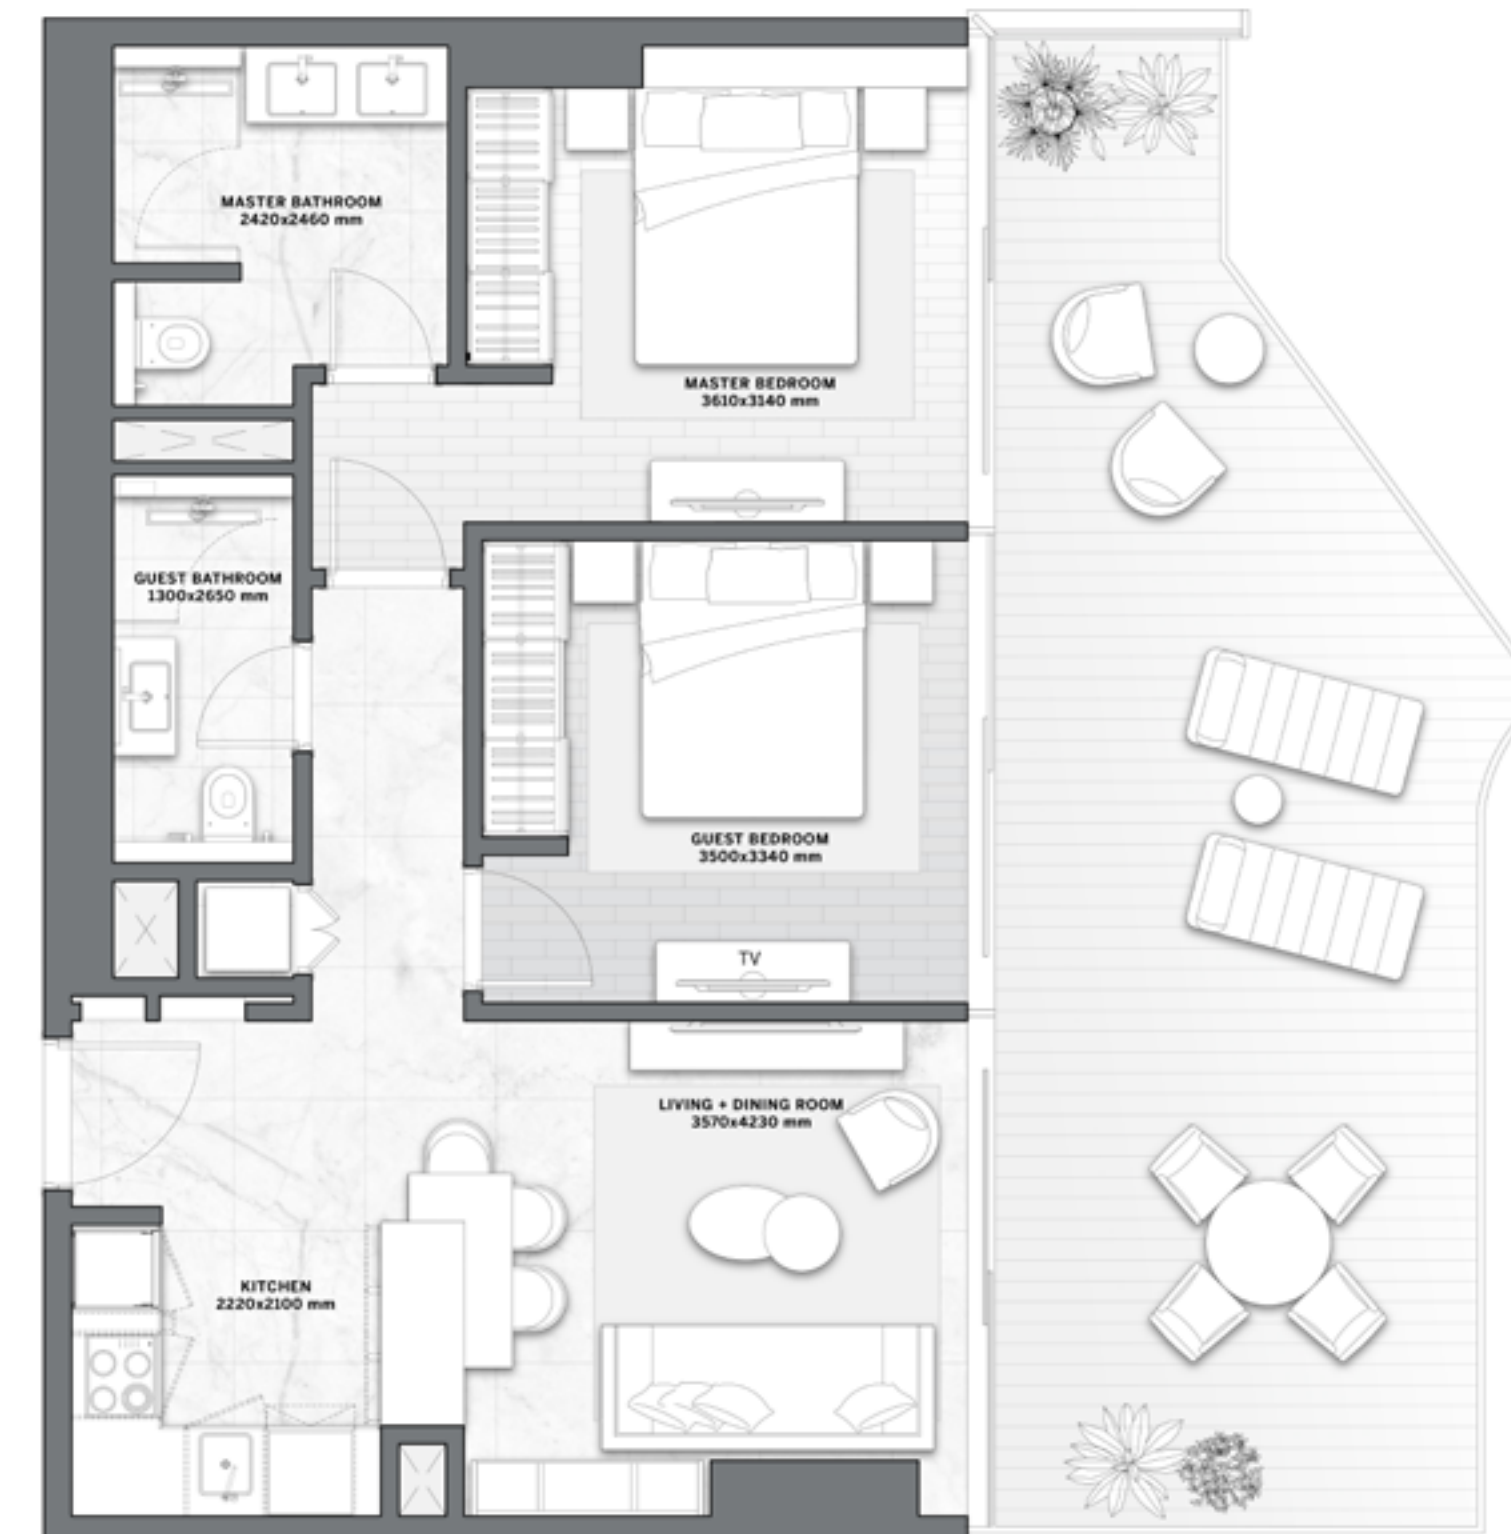 MASTER BATHROOM
2420x2460 mm
MASTER BEDROOM
3610x3140 mm
GUEST BATHROOM
1300x2650 mm
GUEST BEDROOM
3500x3340 mm
TV
LIVING + DINING ROOM
3570x4230 mm
KITCHEN
2220x2100 mm